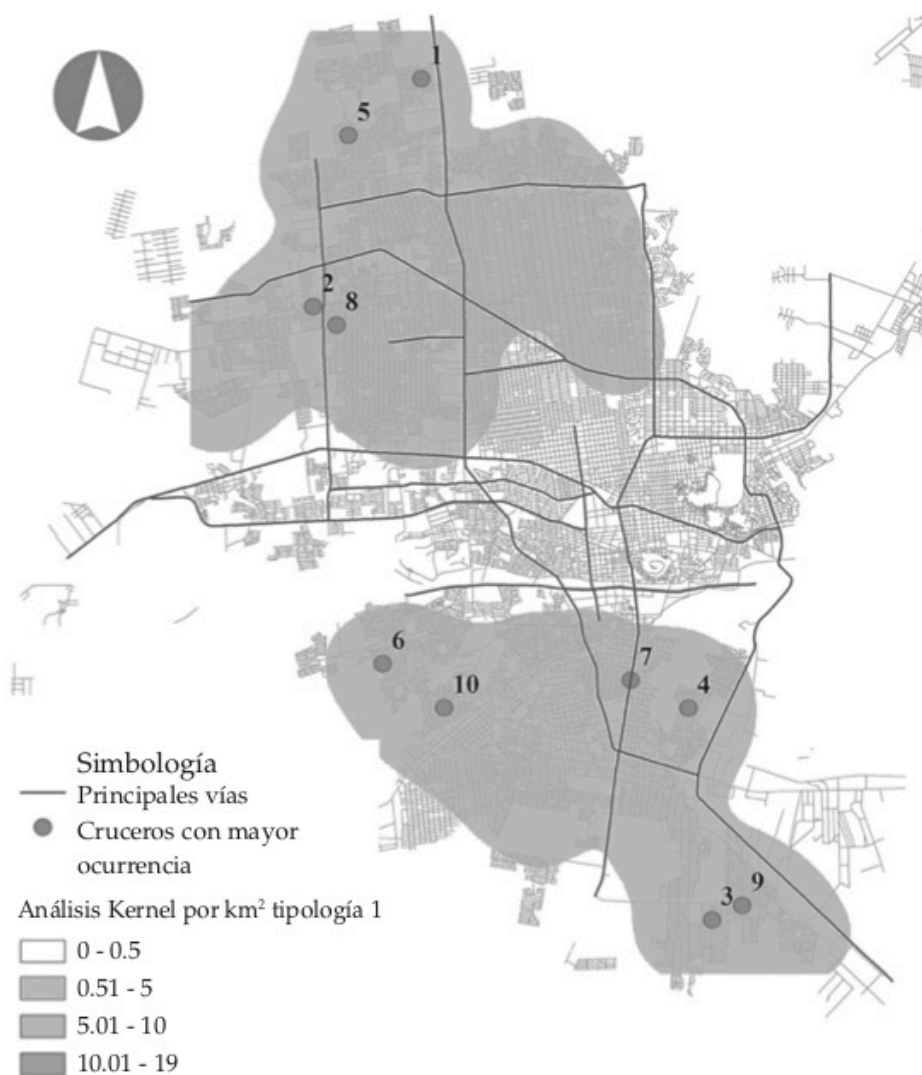 1
5
2
8
6
7
10
4
9
3
Simbología
Principales vías
Cruceros con mayor
ocurrencia
Análisis Kernel por km² tipología 1
0 - 0.5
0.51 - 5
5.01 - 10
10.01 - 19